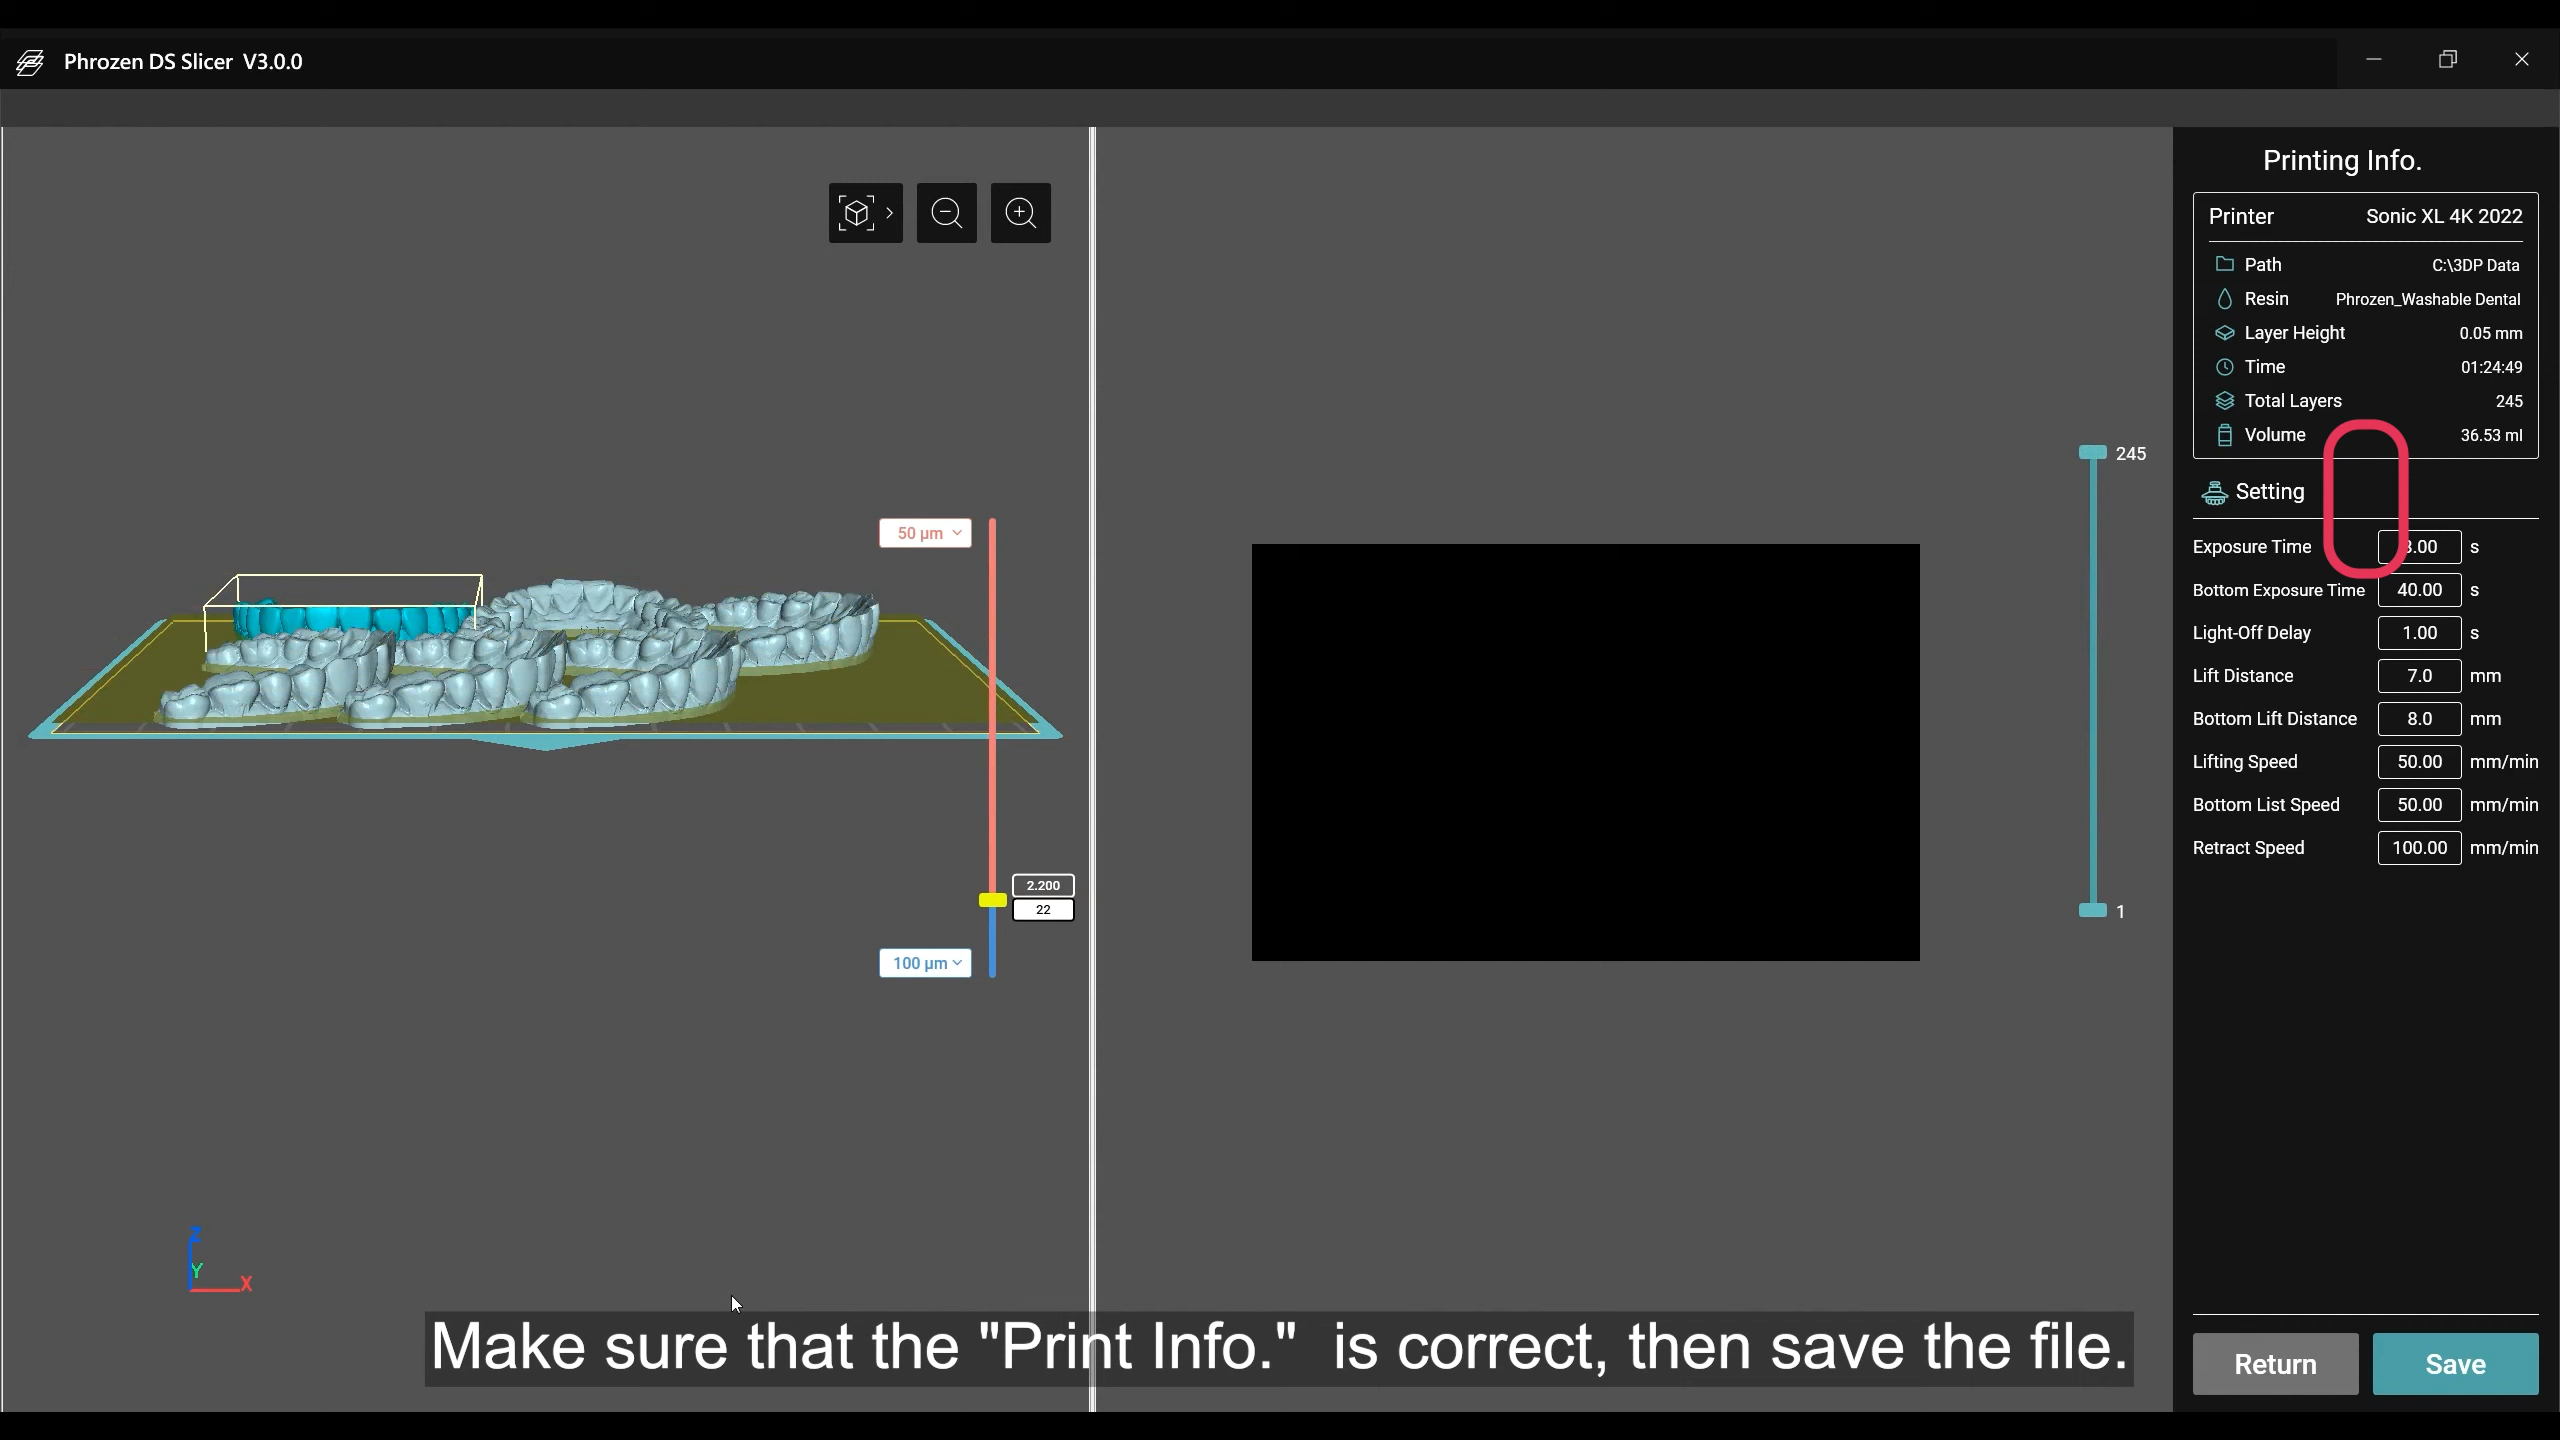 Phrozen DS Slicer V3.0.0
Printing Info.
Printer Sonic XL 4K 2022
Path C:\3DP Data
Resin Phrozen_Washable Dental
Layer Height 0.05 mm
Time 01:24:49
Total Layers 245
Volume 36.53 ml
245
Setting
50 µm
Exposure Time s
Bottom Exposure Time 40.00 s
Light-Off Delay 1.00 s
Lift Distance 7.0 mm
Bottom Lift Distance 8.0 mm
Lifting Speed 50.00 mm/min
Bottom List Speed 50.00 mm/min
Retract Speed 100.00 mm/min
2.200
22
1
100 µm
Z
Y
X
Make sure that the "Print Info." is correct, then save the file.
Return
Save